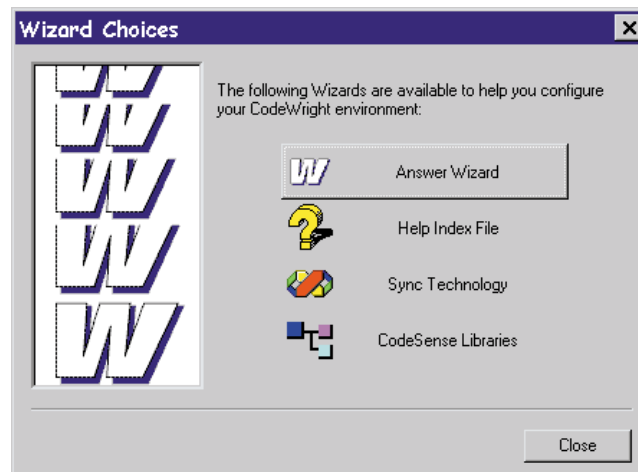 Wizard Choices
The following Wizards are available to help you configure
your CodeWright environment:
Answer Wizard
Help Index File
Sync Technology
CodeSense Libraries
Close